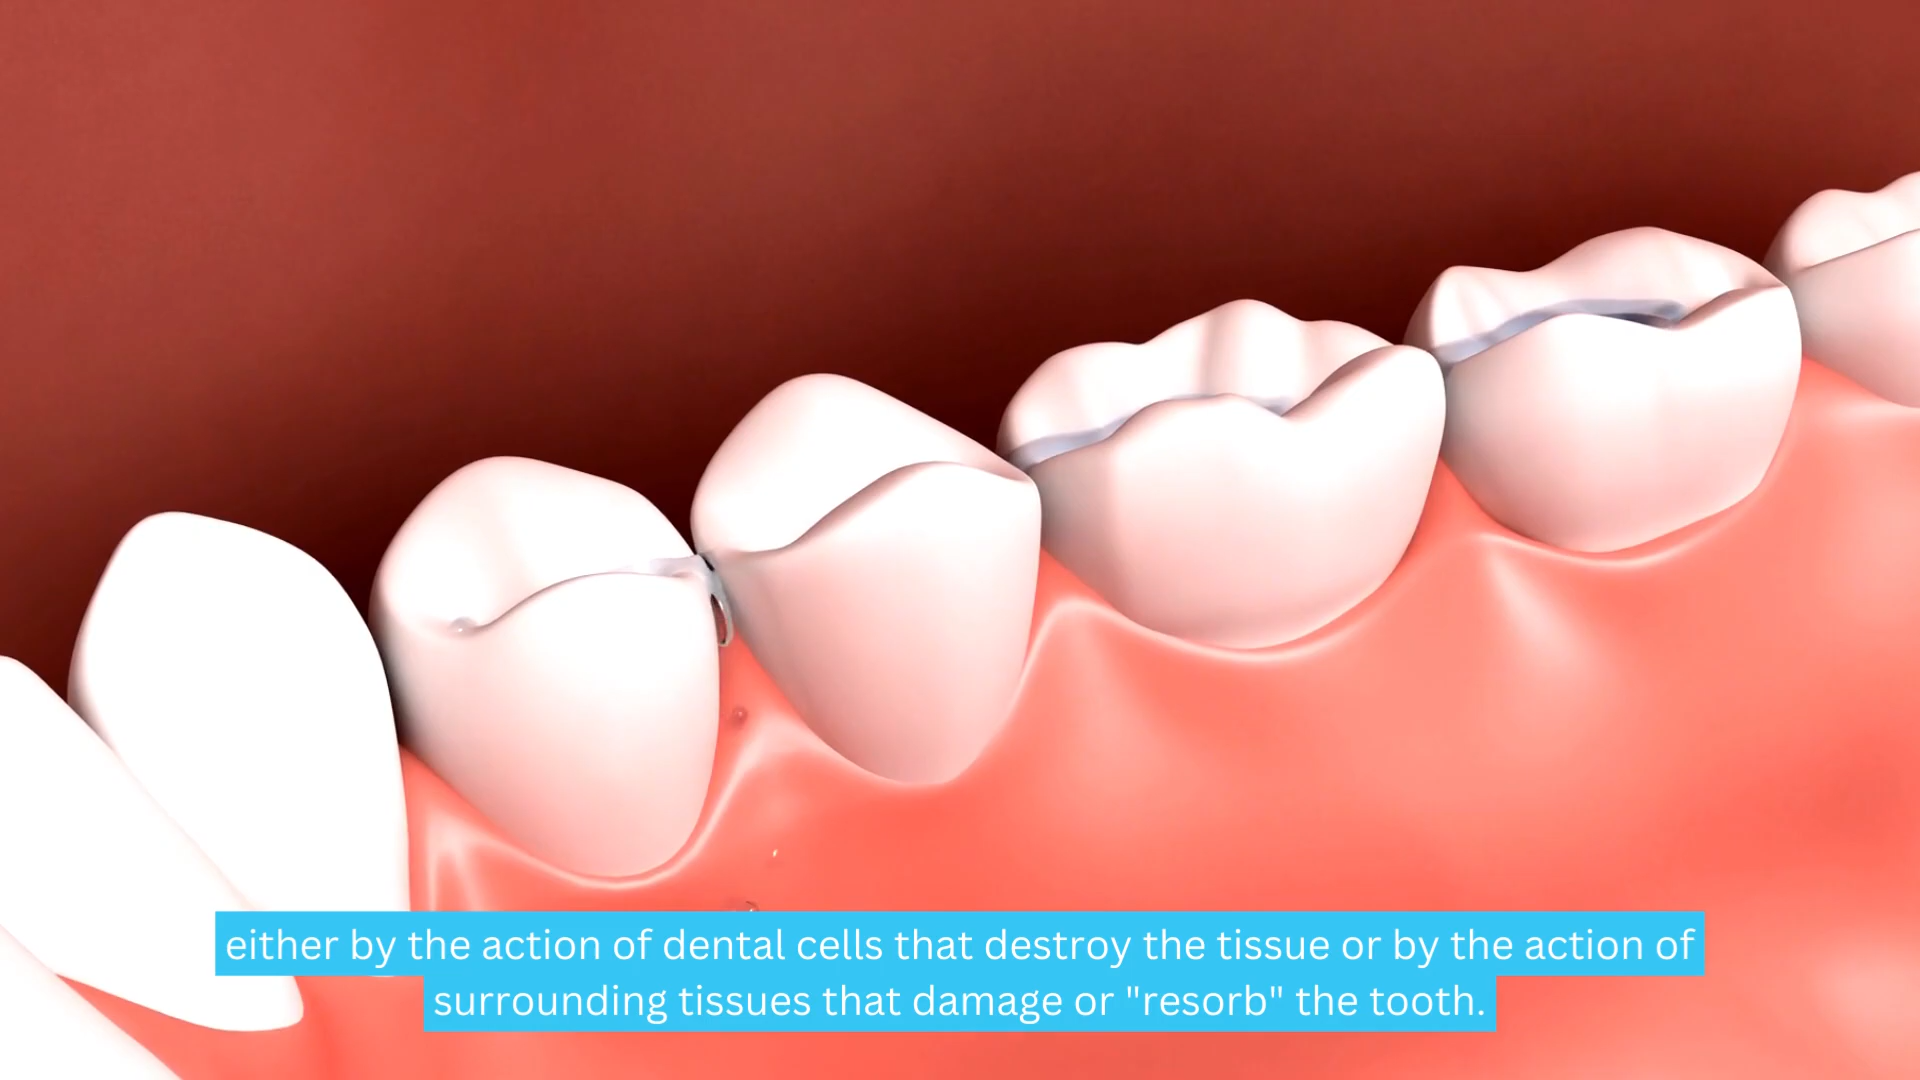 either by the action of dental cells that destroy the tissue or by the action of
surrounding tissues that damage or "resorb" the tooth.